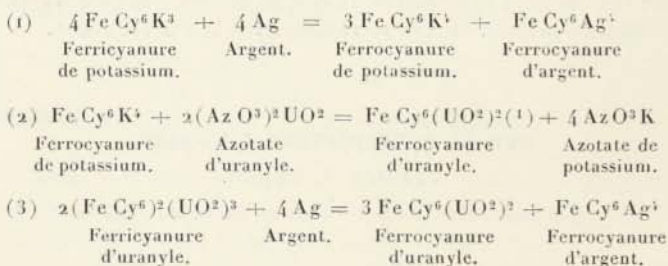 (1) 4 Fe Cy⁶ K³ + 4 Ag = 3 Fe Cy⁶ K⁴ + Fe Cy⁶ Ag⁴
Ferricyanure Argent. Ferrocyanure Ferrocyanure
de potassium. de potassium. d'argent.
(2) Fe Cy⁶ K⁴ + 2(Az O³)² UO² = Fe Cy⁶(UO²)²(¹) + 4 Az O³ K
Ferrocyanure Azotate Ferrocyanure Azotate de
de potassium. d'uranyle. d'uranyle. potassium.
(3) 2(Fe Cy⁶)²(UO²)³ + 4 Ag = 3 Fe Cy⁶(UO²)² + Fe Cy⁶ Ag⁴
Ferricyanure Argent. Ferrocyanure Ferrocyanure
d'uranyle. d'uranyle. d'argent.